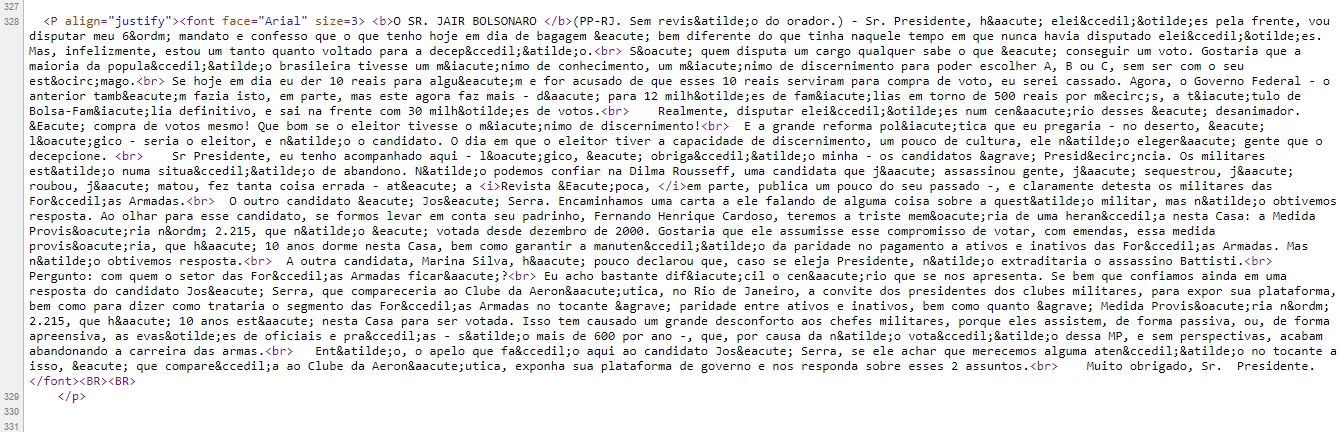 327
328 <P align="justify"><font face="Arial" size=3> <b>O SR. JAIR BOLSONARO </b>(PP-RJ. Sem revis&atilde;o do orador.) - Sr. Presidente, h&aacute; elei&ccedil;&otilde;es pela frente, vou
disputar meu 6&ordm; mandato e confesso que o que tenho hoje em dia de bagagem &eacute; bem diferente do que tinha naquele tempo em que nunca havia disputado elei&ccedil;&otilde;es.
Mas, infelizmente, estou um tanto quanto voltado para a decep&ccedil;&atilde;o.<br> S&oacute; quem disputa um cargo qualquer sabe o que &eacute; conseguir um voto. Gostaria que a
maioria da popula&ccedil;&atilde;o brasileira tivesse um m&iacute;nimo de conhecimento, um m&iacute;nimo de discernimento para poder escolher A, B ou C, sem ser com o seu
est&ocirc;mago.<br> Se hoje em dia eu der 10 reais para algu&eacute;m e for acusado de que esses 10 reais serviram para compra de voto, eu serei cassado. Agora, o Governo Federal - o
anterior tamb&eacute;m fazia isto, em parte, mas este agora faz mais - d&aacute; para 12 milh&otilde;es de fam&iacute;lias em torno de 500 reais por m&ecirc;s, a t&iacute;tulo de
Bolsa-Fam&iacute;lia definitivo, e sai na frente com 30 milh&otilde;es de votos.<br> Realmente, disputar elei&ccedil;&otilde;es num cen&aacute;rio desses &eacute; desanimador.
&Eacute; compra de votos mesmo! Que bom se o eleitor tivesse o m&iacute;nimo de discernimento!<br> E a grande reforma pol&iacute;tica que eu pregaria - no deserto, &eacute;
l&oacute;gico - seria o eleitor, e n&atilde;o o candidato. O dia em que o eleitor tiver a capacidade de discernimento, um pouco de cultura, ele n&atilde;o eleger&aacute; gente que o
decepcione. <br> Sr Presidente, eu tenho acompanhado aqui - l&oacute;gico, &eacute; obriga&ccedil;&atilde;o minha - os candidatos &agrave; Presid&ecirc;ncia. Os militares
est&atilde;o numa situa&ccedil;&atilde;o de abandono. N&atilde;o podemos confiar na Dilma Rousseff, uma candidata que j&aacute; assassinou gente, j&aacute; sequestrou, j&aacute;
roubou, j&aacute; matou, fez tanta coisa errada - at&eacute; a <i>Revista &Eacute;poca, </i>em parte, publica um pouco do seu passado -, e claramente detesta os militares das
For&ccedil;as Armadas.<br> O outro candidato &eacute; Jos&eacute; Serra. Encaminhamos uma carta a ele falando de alguma coisa sobre a quest&atilde;o militar, mas n&atilde;o obtivemos
resposta. Ao olhar para esse candidato, se formos levar em conta seu padrinho, Fernando Henrique Cardoso, teremos a triste mem&oacute;ria de uma heran&ccedil;a nesta Casa: a Medida
Provis&oacute;ria n&ordm; 2.215, que n&atilde;o &eacute; votada desde dezembro de 2000. Gostaria que ele assumisse esse compromisso de votar, com emendas, essa medida
provis&oacute;ria, que h&aacute; 10 anos dorme nesta Casa, bem como garantir a manuten&ccedil;&atilde;o da paridade no pagamento a ativos e inativos das For&ccedil;as Armadas. Mas
n&atilde;o obtivemos resposta.<br> A outra candidata, Marina Silva, h&aacute; pouco declarou que, caso se eleja Presidente, n&atilde;o extraditaria o assassino Battisti.<br>
Pergunto: com quem o setor das For&ccedil;as Armadas ficar&aacute;?<br> Eu acho bastante dif&iacute;cil o cen&aacute;rio que se nos apresenta. Se bem que confiamos ainda em uma
resposta do candidato Jos&eacute; Serra, que compareceria ao Clube da Aeron&aacute;utica, no Rio de Janeiro, a convite dos presidentes dos clubes militares, para expor sua plataforma,
bem como para dizer como trataria o segmento das For&ccedil;as Armadas no tocante &agrave; paridade entre ativos e inativos, bem como quanto &agrave; Medida Provis&oacute;ria n&ordm;
2.215, que h&aacute; 10 anos est&aacute; nesta Casa para ser votada. Isso tem causado um grande desconforto aos chefes militares, porque eles assistem, de forma passiva, ou, de forma
apreensiva, as evas&otilde;es de oficiais e pra&ccedil;as - s&atilde;o mais de 600 por ano -, que, por causa da n&atilde;o vota&ccedil;&atilde;o dessa MP, e sem perspectivas, acabam
abandonando a carreira das armas.<br> Ent&atilde;o, o apelo que fa&ccedil;o aqui ao candidato Jos&eacute; Serra, se ele achar que merecemos alguma aten&ccedil;&atilde;o no tocante a
isso, &eacute; que compare&ccedil;a ao Clube da Aeron&aacute;utica, exponha sua plataforma de governo e nos responda sobre esses 2 assuntos.<br> Muito obrigado, Sr. Presidente.
</font><BR><BR>
329 </p>
330
331